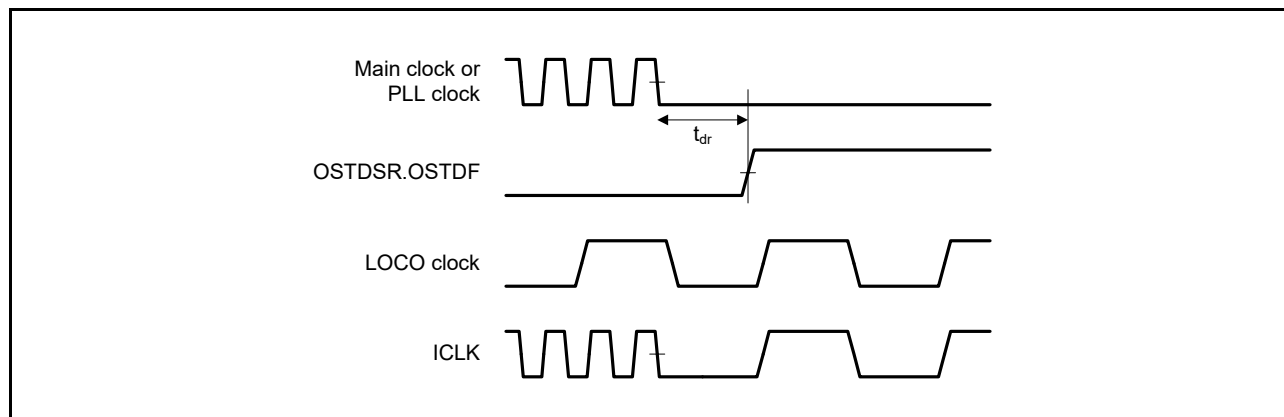 Main clock or
PLL clock
tdr
OSTDSR.OSTDF
LOCO clock
ICLK